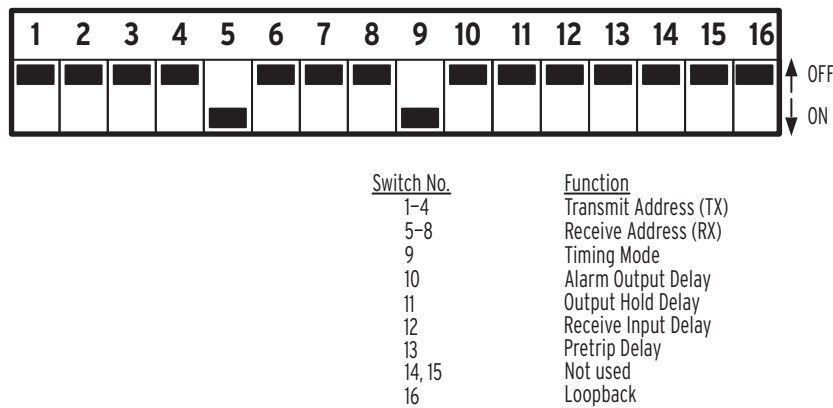 1 2 3 4 5 6 7 8 9 10 11 12 13 14 15 16
OFF
ON
Switch No. Function
1–4 Transmit Address (TX)
5–8 Receive Address (RX)
9 Timing Mode
10 Alarm Output Delay
11 Output Hold Delay
12 Receive Input Delay
13 Pretrip Delay
14, 15 Not used
16 Loopback